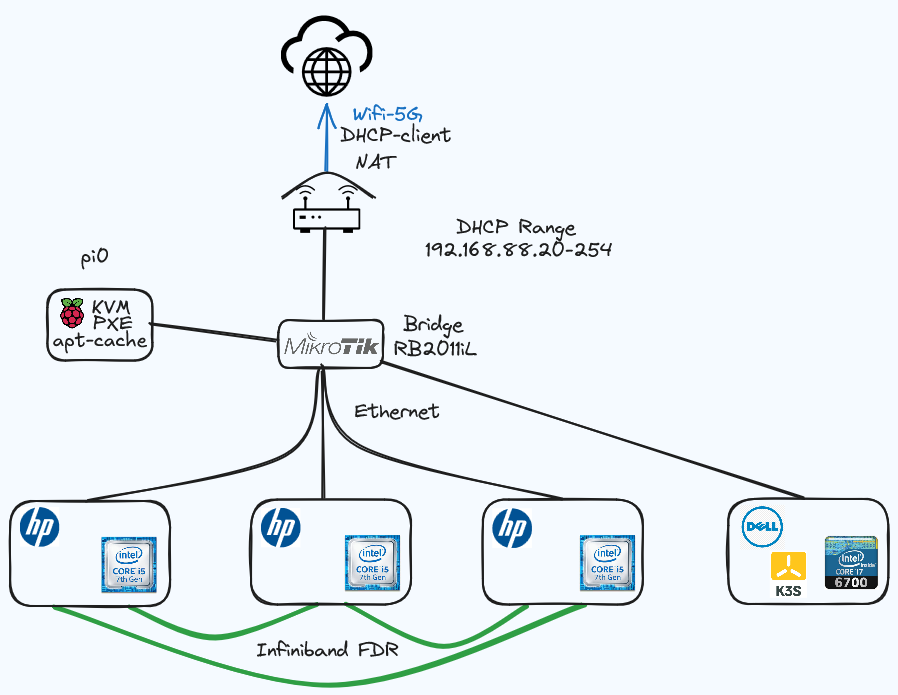 Wifi-5G
DHCP-client
NAT
DHCP Range
192.168.88.20-254
pi0
KVM
PXE
apt-cache
MikroTik
Bridge
RB2011iL
Ethernet
hp
intel
CORE i5
7th Gen
hp
intel
CORE i5
7th Gen
hp
intel
CORE i5
7th Gen
DELL
K3S
intel inside
CORE i7
6700
Infiniband FDR